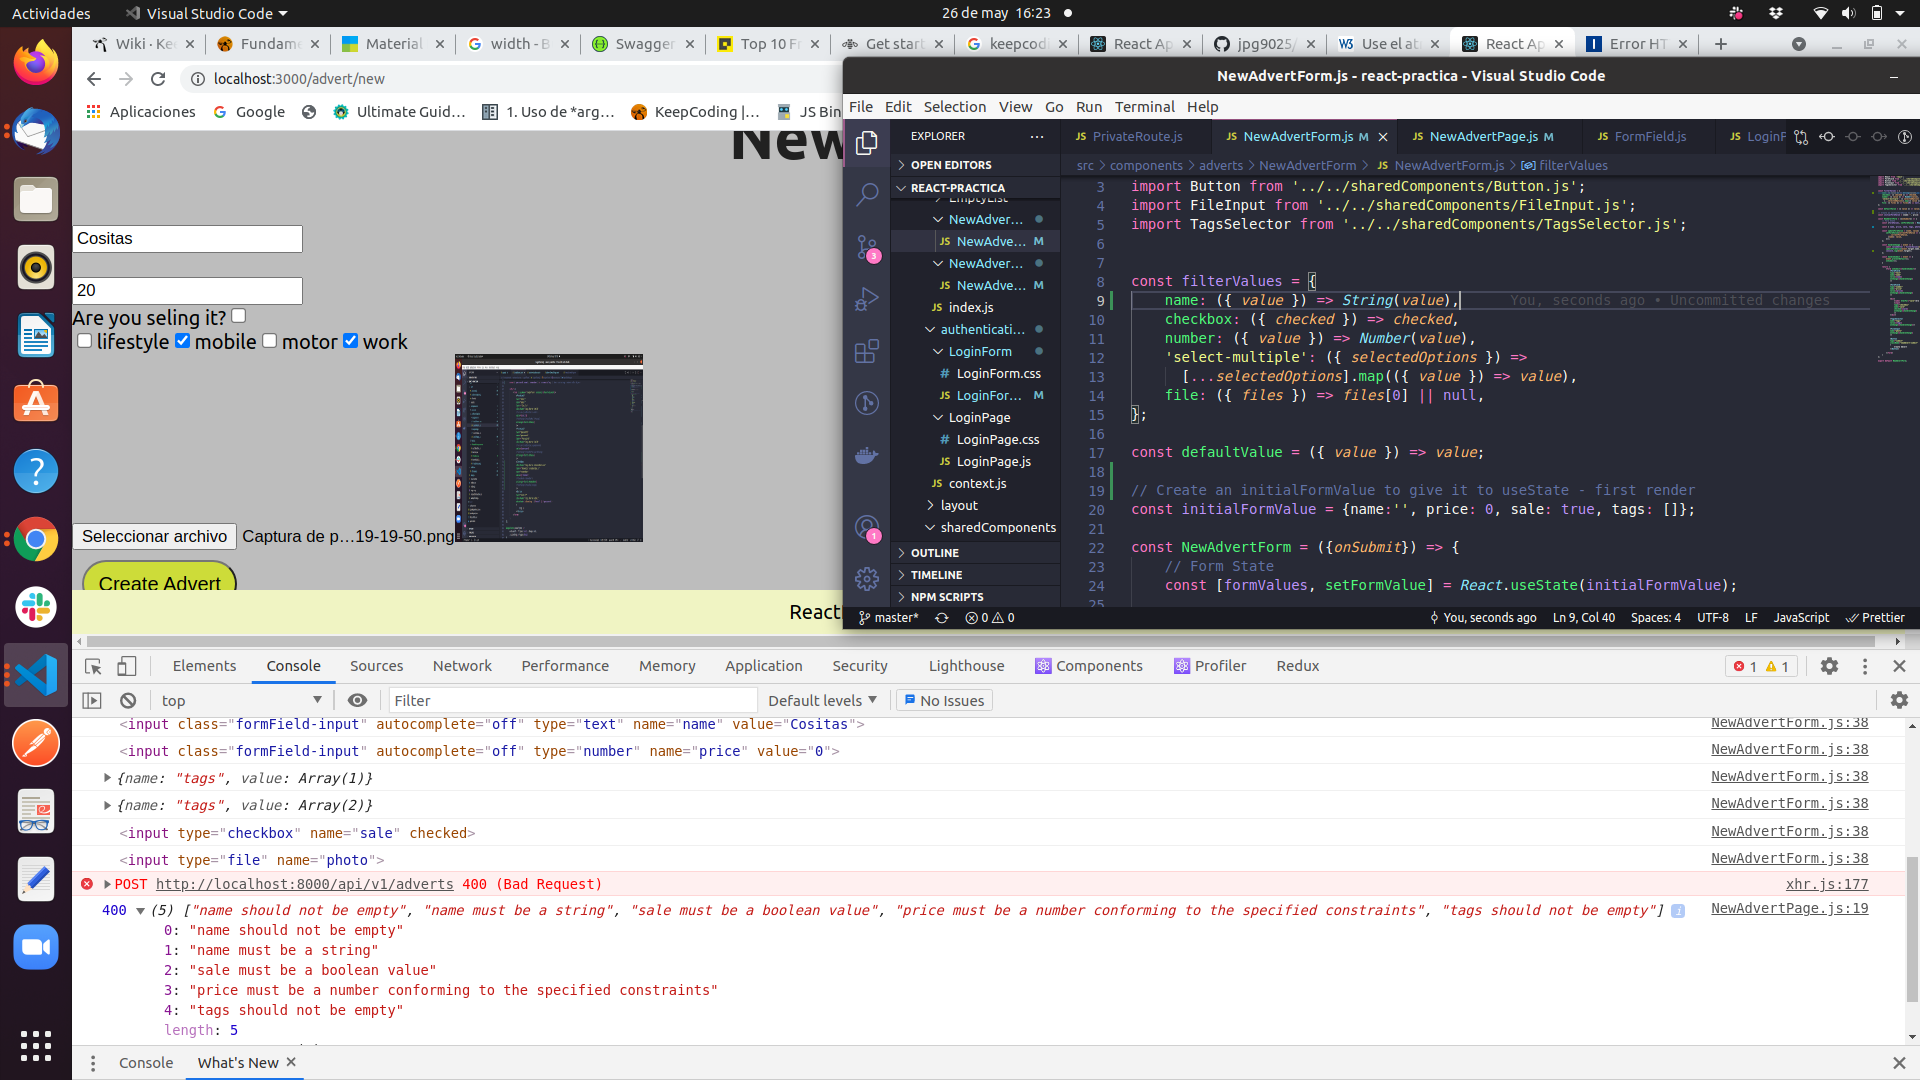 Actividades
Visual Studio Code
26 de may 16:23
Wiki · Ke
Fundam
Material
width - B
Swagger
Top 10 Fr
Get start
keepcodi
React Ap
jpg9025/
Use el at
React Ap
Error HT
localhost:3000/advert/new
Aplicaciones
Google
Ultimate Guid…
1. Uso de *arg…
KeepCoding |…
JS Bin
New
Cositas
20
Are you seling it?
lifestyle mobile motor work
Seleccionar archivo Captura de p…19-19-50.png
Create Advert
React
NewAdvertForm.js - react-practica - Visual Studio Code
File Edit Selection View Go Run Terminal Help
EXPLORER
PrivateRoute.js
NewAdvertForm.js M
NewAdvertPage.js M
FormField.js
LoginF
OPEN EDITORS
src > components > adverts > NewAdvertForm > JS NewAdvertForm.js > filterValues
REACT-PRACTICA
EmptyList
NewAdver…
JS NewAdve… M
NewAdver…
JS NewAdve… M
JS index.js
authenticati…
LoginForm
# LoginForm.css
JS LoginFor… M
LoginPage
# LoginPage.css
JS LoginPage.js
JS context.js
layout
sharedComponents
OUTLINE
TIMELINE
NPM SCRIPTS
3
1
3 import Button from '../../sharedComponents/Button.js';
4 import FileInput from '../../sharedComponents/FileInput.js';
5 import TagsSelector from '../../sharedComponents/TagsSelector.js';
6
7
8 const filterValues = {
9 name: ({ value }) => String(value), You, seconds ago • Uncommitted changes
10 checkbox: ({ checked }) => checked,
11 number: ({ value }) => Number(value),
12 'select-multiple': ({ selectedOptions }) =>
13 [...selectedOptions].map(({ value }) => value),
14 file: ({ files }) => files[0] || null,
15 };
16
17 const defaultValue = ({ value }) => value;
18
19 // Create an initialFormValue to give it to useState - first render
20 const initialFormValue = {name:'', price: 0, sale: true, tags: []};
21
22 const NewAdvertForm = ({onSubmit}) => {
23 // Form State
24 const [formValues, setFormValue] = React.useState(initialFormValue);
25
master* 0 0 You, seconds ago Ln 9, Col 40 Spaces: 4 UTF-8 LF JavaScript Prettier
Elements Console Sources Network Performance Memory Application Security Lighthouse Components Profiler Redux 1 1
top Filter Default levels No Issues
<input class="formField-input" autocomplete="off" type="text" name="name" value="Cositas"> NewAdvertForm.js:38
<input class="formField-input" autocomplete="off" type="number" name="price" value="0"> NewAdvertForm.js:38
{name: "tags", value: Array(1)} NewAdvertForm.js:38
{name: "tags", value: Array(2)} NewAdvertForm.js:38
<input type="checkbox" name="sale" checked> NewAdvertForm.js:38
<input type="file" name="photo"> NewAdvertForm.js:38
POST http://localhost:8000/api/v1/adverts 400 (Bad Request) xhr.js:177
400 (5) ["name should not be empty", "name must be a string", "sale must be a boolean value", "price must be a number conforming to the specified constraints", "tags should not be empty"] NewAdvertPage.js:19
0: "name should not be empty"
1: "name must be a string"
2: "sale must be a boolean value"
3: "price must be a number conforming to the specified constraints"
4: "tags should not be empty"
length: 5
Console What's New